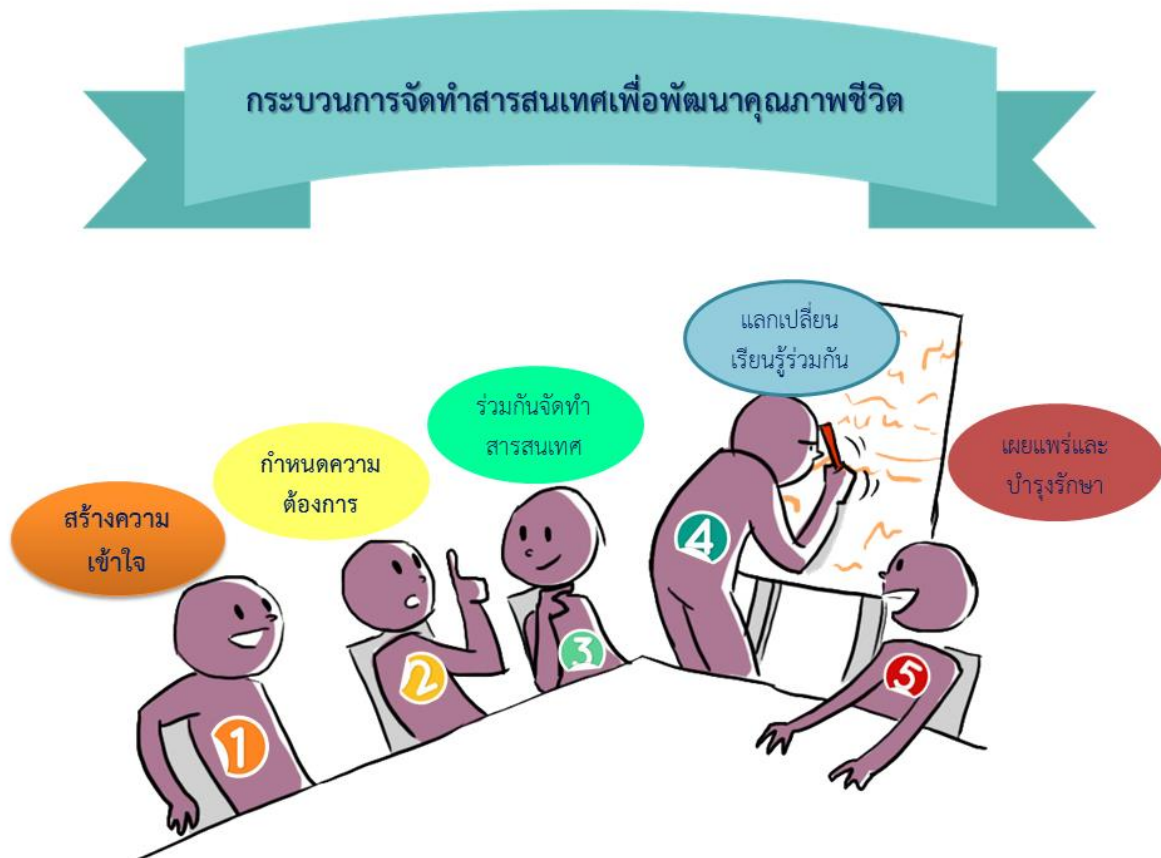 กระบวนการจัดทำสารสนเทศเพื่อพัฒนาคุณภาพชีวิต
สร้างความ
เข้าใจ
กำหนดความ
ต้องการ
ร่วมกันจัดทำ
สารสนเทศ
แลกเปลี่ยน
เรียนรู้ร่วมกัน
เผยแพร่และ
บำรุงรักษา
1
2
3
4
5